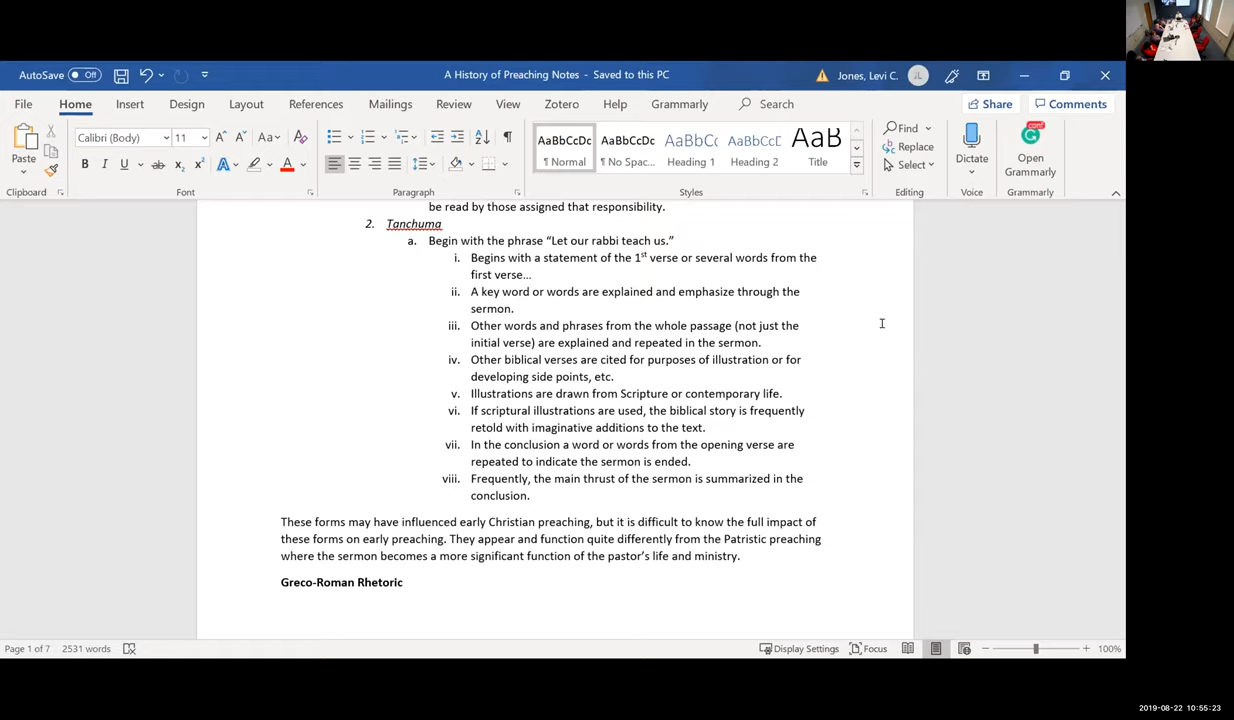 AutoSave Off
A History of Preaching Notes - Saved to this PC
Jones, Levi C. JL
File Home Insert Design Layout References Mailings Review View Zotero Help Grammarly Search Share Comments
Paste
Calibri (Body) 11
AaBbCcDc AaBbCcDc AaBbCc AaBbCcD AaB
¶ Normal ¶ No Spac... Heading 1 Heading 2 Title
Find
Replace
Select
Dictate
Open
Grammarly
Clipboard Font Paragraph Styles Editing Voice Grammarly
be read by those assigned that responsibility.
2. Tanchuma
a. Begin with the phrase “Let our rabbi teach us.”
i. Begins with a statement of the 1st verse or several words from the
first verse…
ii. A key word or words are explained and emphasize through the
sermon.
iii. Other words and phrases from the whole passage (not just the
initial verse) are explained and repeated in the sermon.
iv. Other biblical verses are cited for purposes of illustration or for
developing side points, etc.
v. Illustrations are drawn from Scripture or contemporary life.
vi. If scriptural illustrations are used, the biblical story is frequently
retold with imaginative additions to the text.
vii. In the conclusion a word or words from the opening verse are
repeated to indicate the sermon is ended.
viii. Frequently, the main thrust of the sermon is summarized in the
conclusion.
These forms may have influenced early Christian preaching, but it is difficult to know the full impact of
these forms on early preaching. They appear and function quite differently from the Patristic preaching
where the sermon becomes a more significant function of the pastor’s life and ministry.
Greco-Roman Rhetoric
Page 1 of 7 2531 words Display Settings Focus 100%
2019-08-22 10:55:23